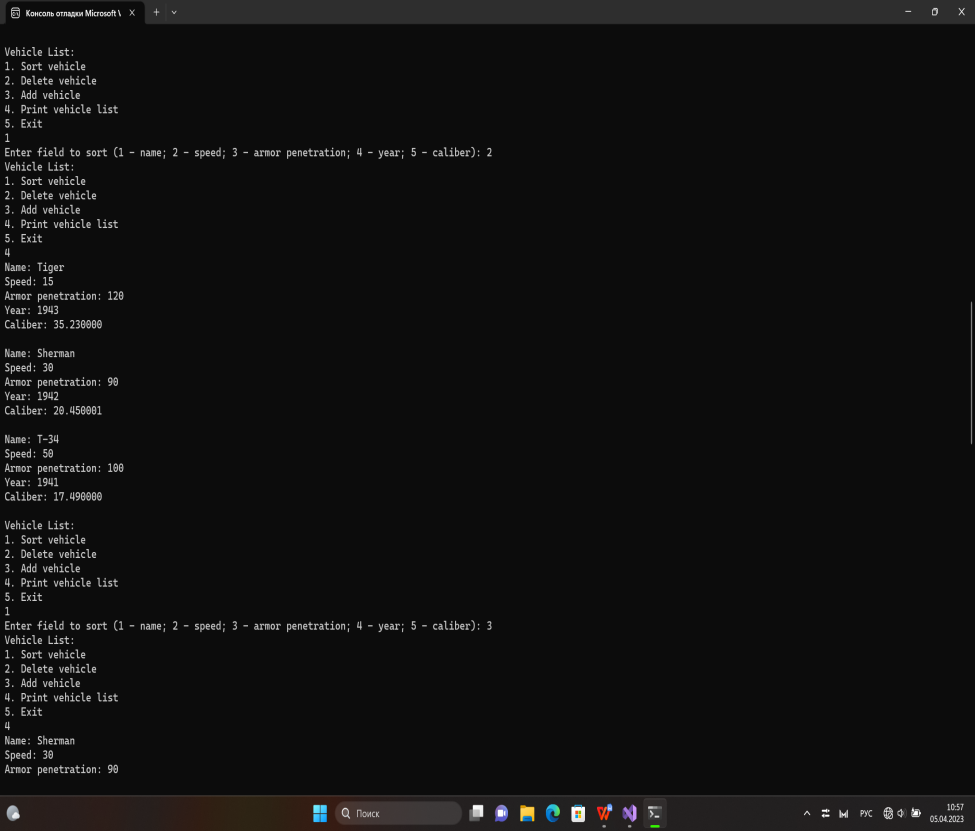 Консоль отладки Microsoft \
Vehicle List:
1. Sort vehicle
2. Delete vehicle
3. Add vehicle
4. Print vehicle list
5. Exit
1
Enter field to sort (1 - name; 2 - speed; 3 - armor penetration; 4 - year; 5 - caliber): 2
Vehicle List:
1. Sort vehicle
2. Delete vehicle
3. Add vehicle
4. Print vehicle list
5. Exit
4
Name: Tiger
Speed: 15
Armor penetration: 120
Year: 1943
Caliber: 35.230000
Name: Sherman
Speed: 30
Armor penetration: 90
Year: 1942
Caliber: 20.450001
Name: T-34
Speed: 50
Armor penetration: 100
Year: 1941
Caliber: 17.490000
Vehicle List:
1. Sort vehicle
2. Delete vehicle
3. Add vehicle
4. Print vehicle list
5. Exit
1
Enter field to sort (1 - name; 2 - speed; 3 - armor penetration; 4 - year; 5 - caliber): 3
Vehicle List:
1. Sort vehicle
2. Delete vehicle
3. Add vehicle
4. Print vehicle list
5. Exit
4
Name: Sherman
Speed: 30
Armor penetration: 90
Поиск
РУС
10:57
05.04.2023